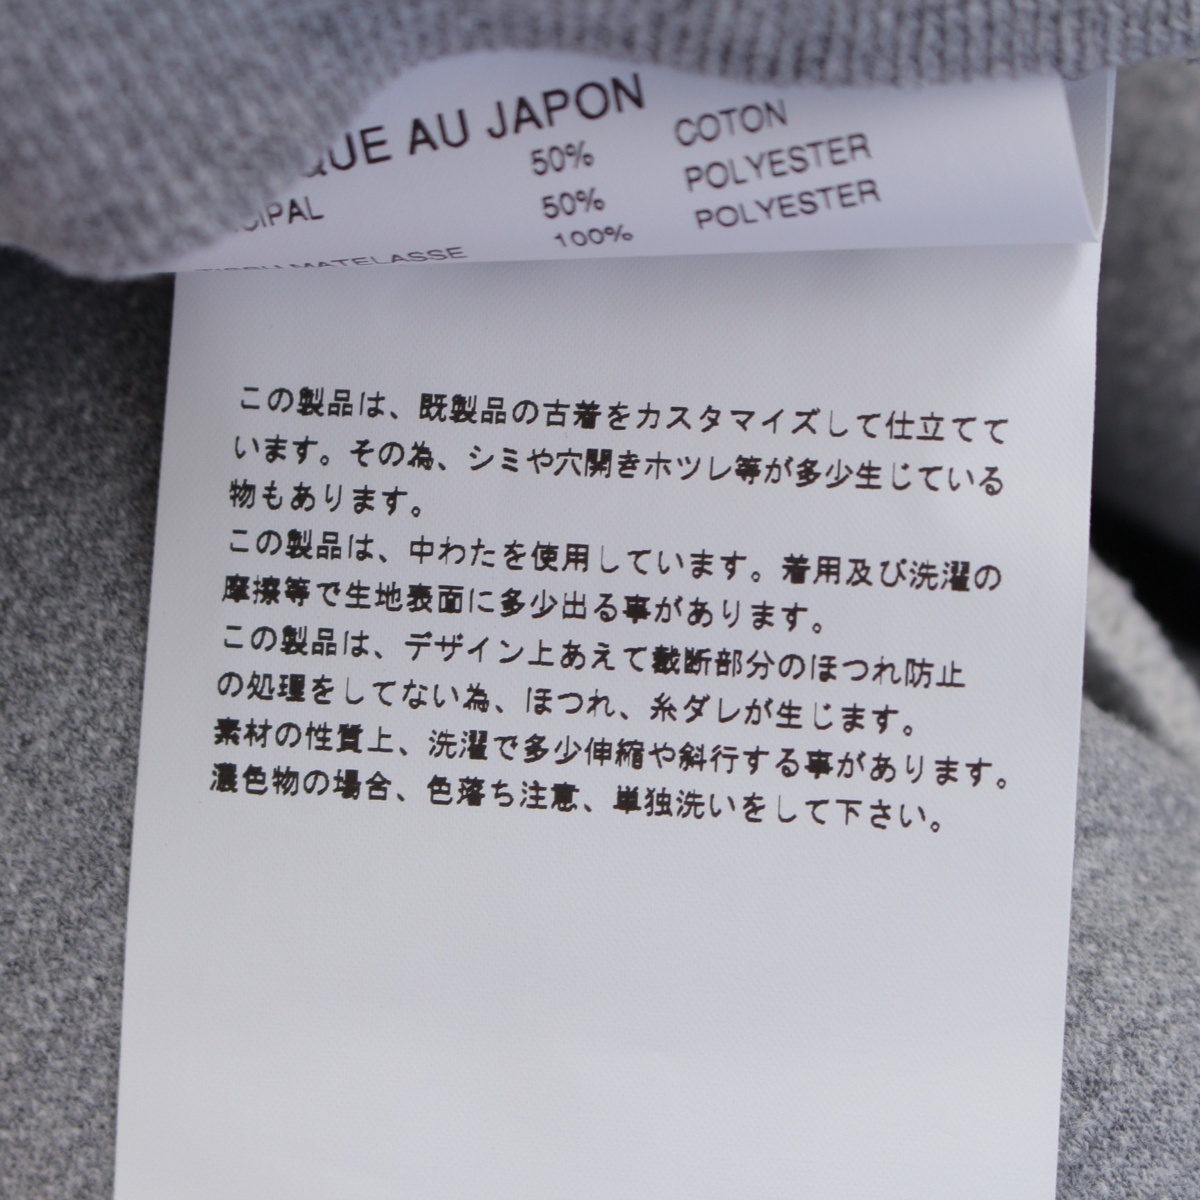 QUE AU JAPON
50% COTON
CIPAL 50% POLYESTER
MATELASSE 100% POLYESTER
この製品は、既製品の古着をカスタマイズして仕立てて
います。その為、シミや穴開きホツレ等が多少生じている
物もあります。
この製品は、中わたを使用しています。着用及び洗濯の
摩擦等で生地表面に多少出る事があります。
この製品は、デザイン上あえて裁断部分のほつれ防止
の処理をしてない為、ほつれ、糸ダレが生じます。
素材の性質上、洗濯で多少伸縮や斜行する事があります。
濃色物の場合、色落ち注意、単独洗いをして下さい。